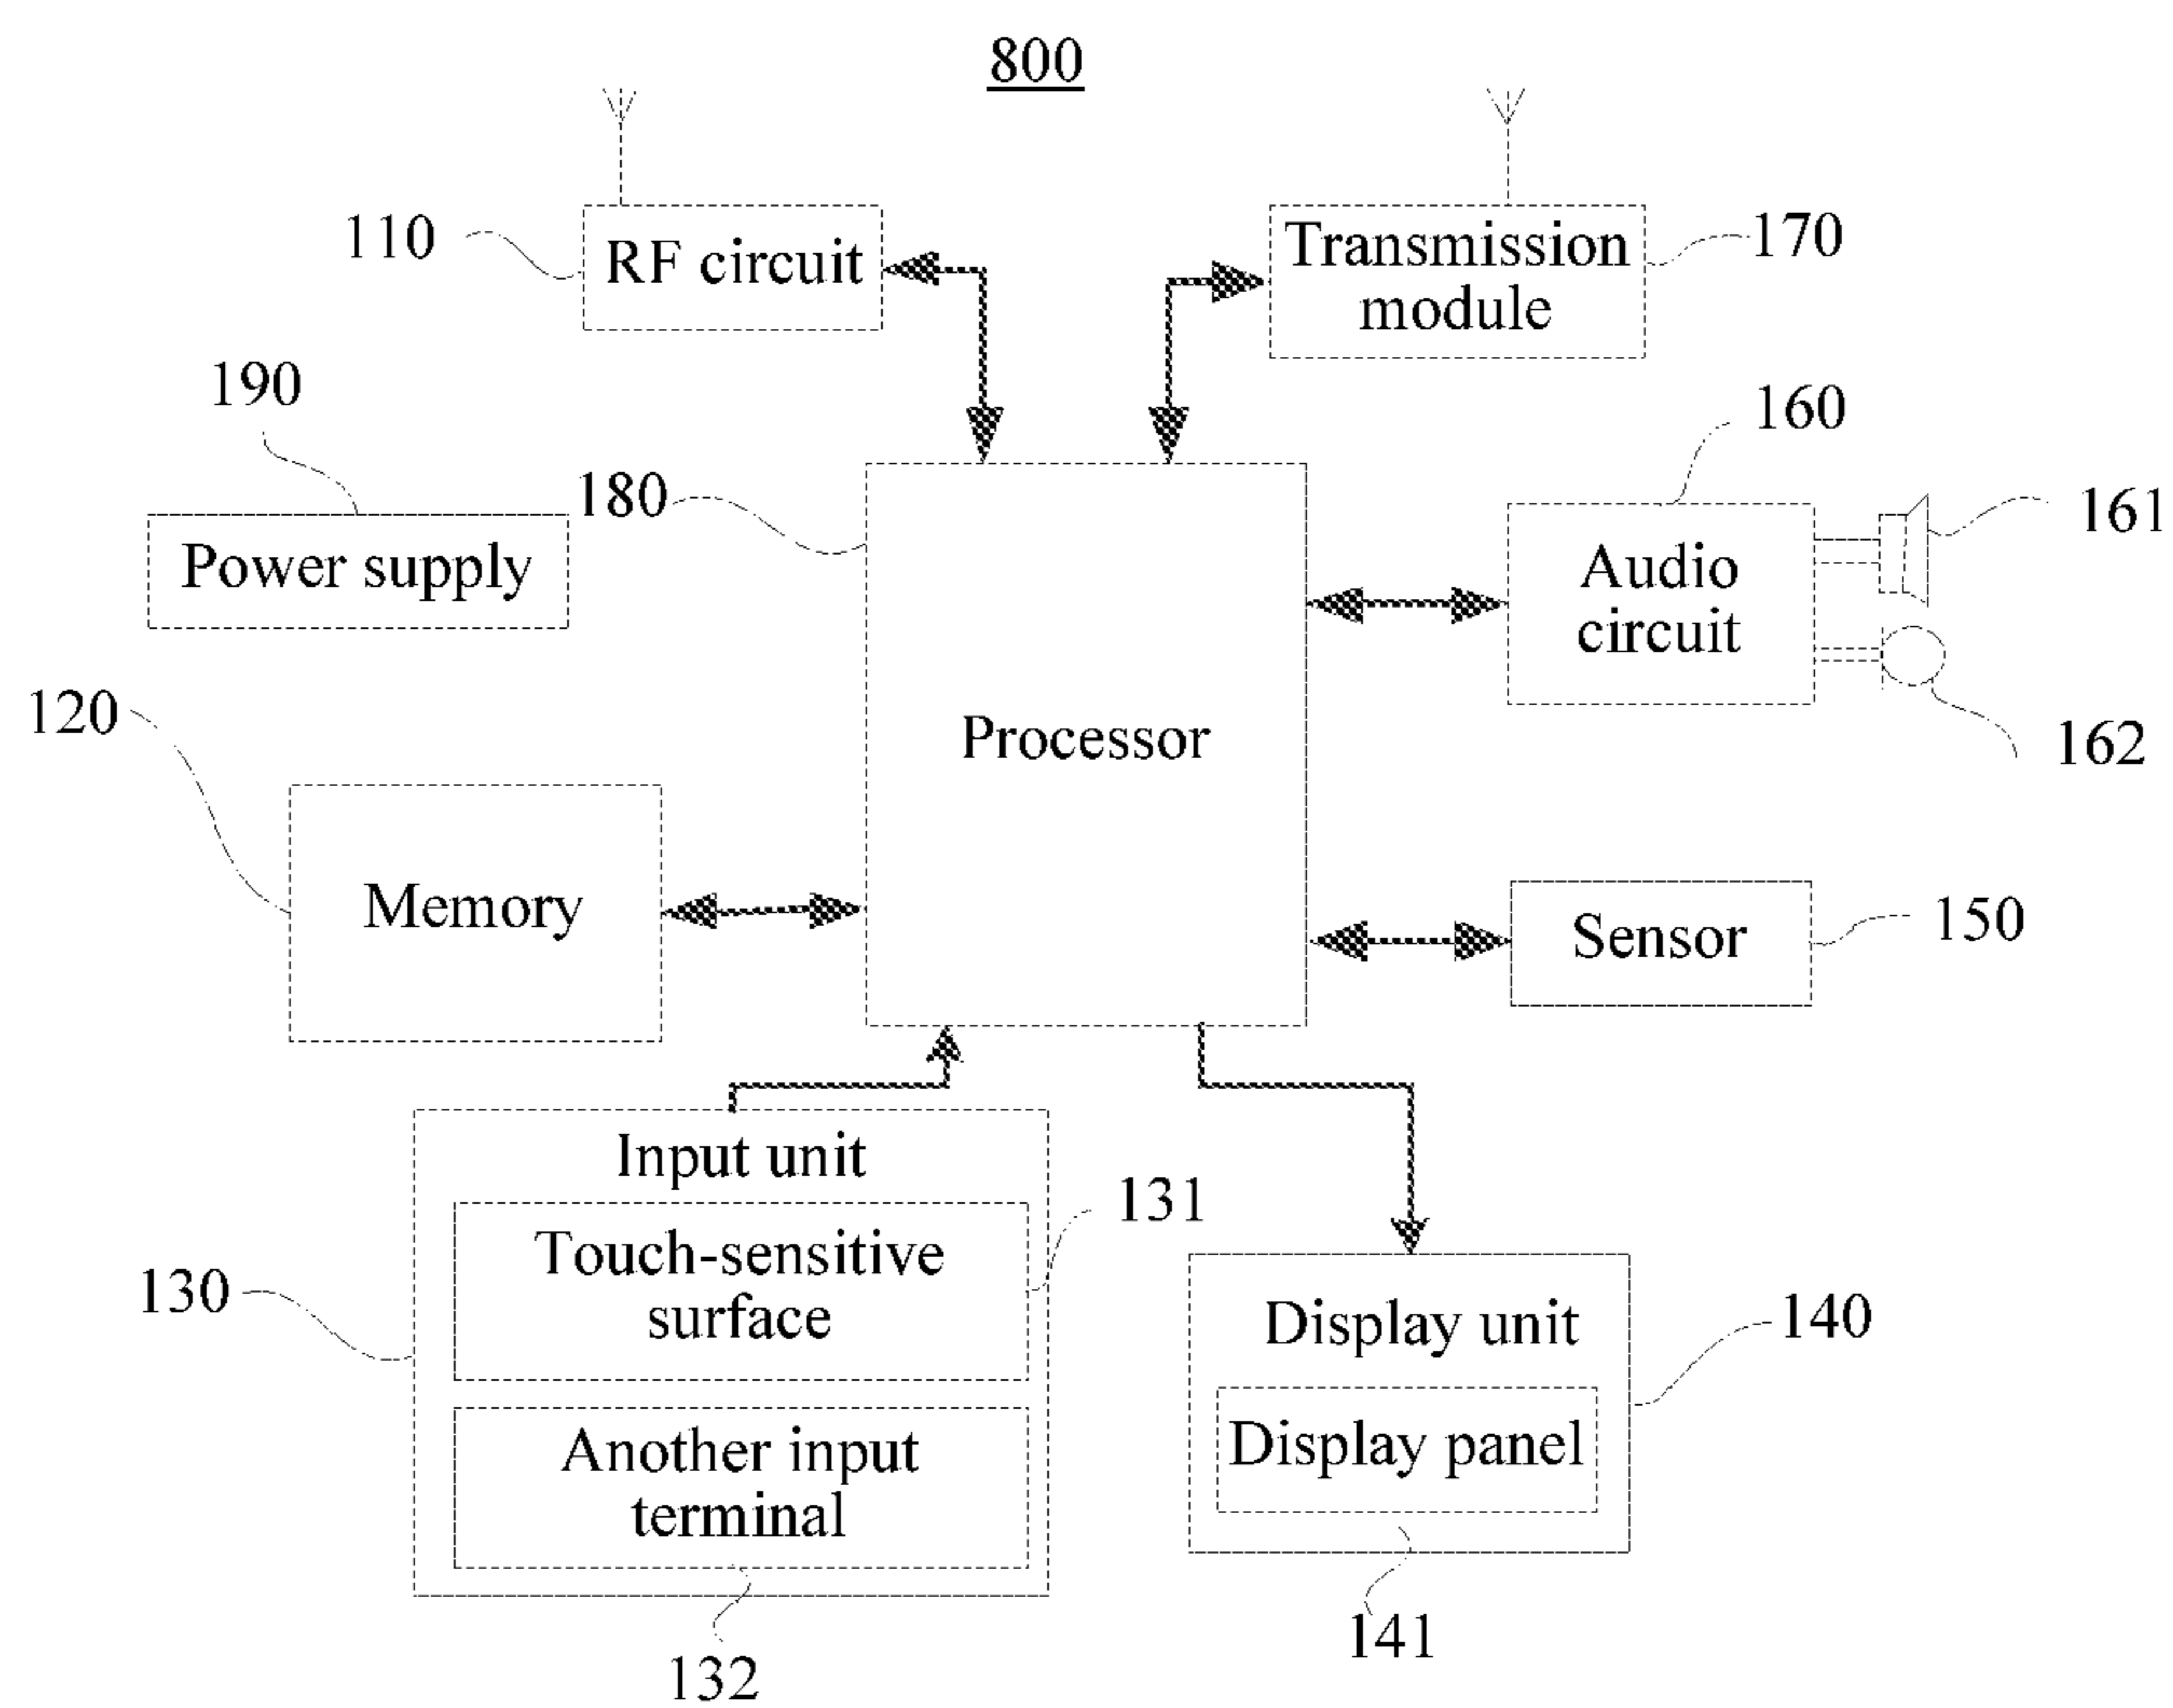 800
110
RF circuit
Transmission
module
170
190
160
180
Power supply
Audio
circuit
161
120
Processor
162
Memory
Sensor
150
Input unit
131
Touch-sensitive
surface
130
Display unit
140
Another input
terminal
Display panel
141
132